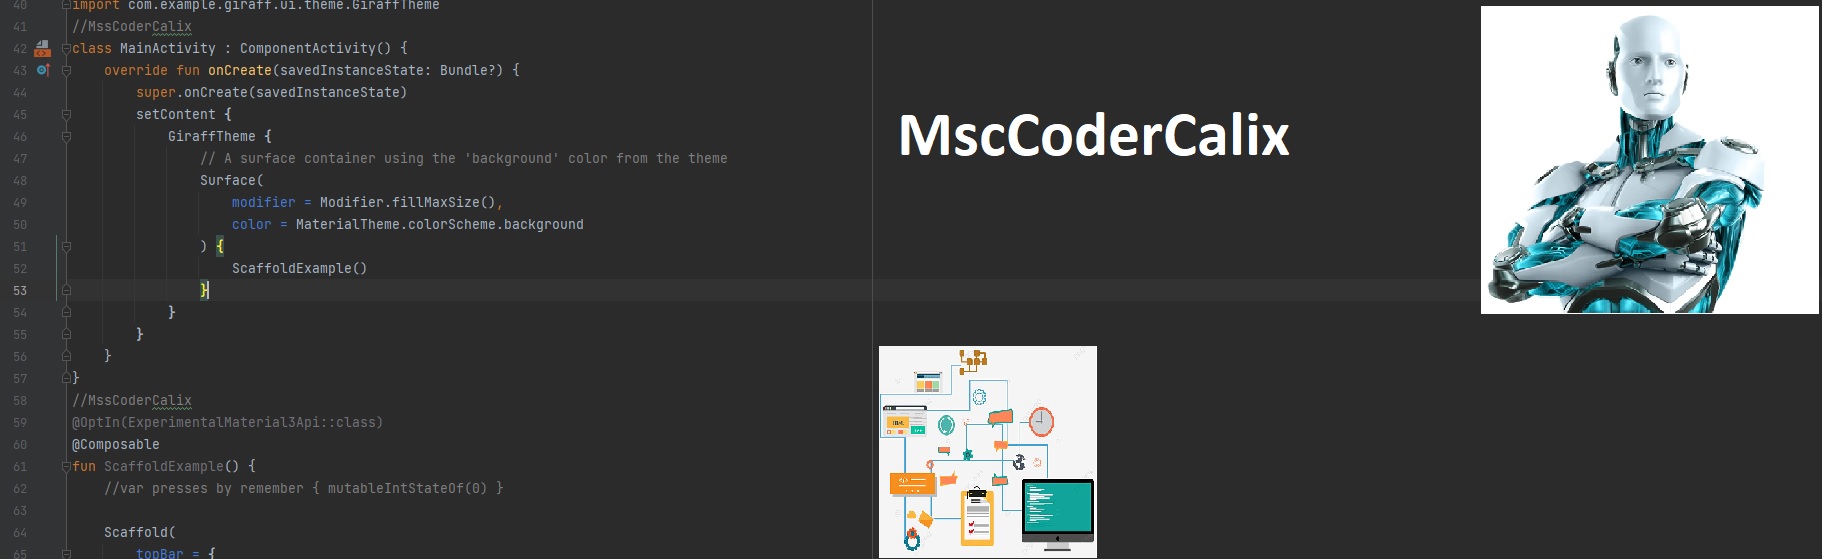 40 import com.example.giraff.ui.theme.GiraffTheme
41 //MssCoderCalix
42 class MainActivity : ComponentActivity() {
43 override fun onCreate(savedInstanceState: Bundle?) {
44 super.onCreate(savedInstanceState)
45 setContent {
46 GiraffTheme {
47 // A surface container using the 'background' color from the theme
48 Surface(
49 modifier = Modifier.fillMaxSize(),
50 color = MaterialTheme.colorScheme.background
51 ) {
52 ScaffoldExample()
53 }
54 }
55 }
56 }
57 }
58 //MssCoderCalix
59 @OptIn(ExperimentalMaterial3Api::class)
60 @Composable
61 fun ScaffoldExample() {
62 //var presses by remember { mutableIntStateOf(0) }
63
64 Scaffold(
65 topBar = {
MscCoderCalix